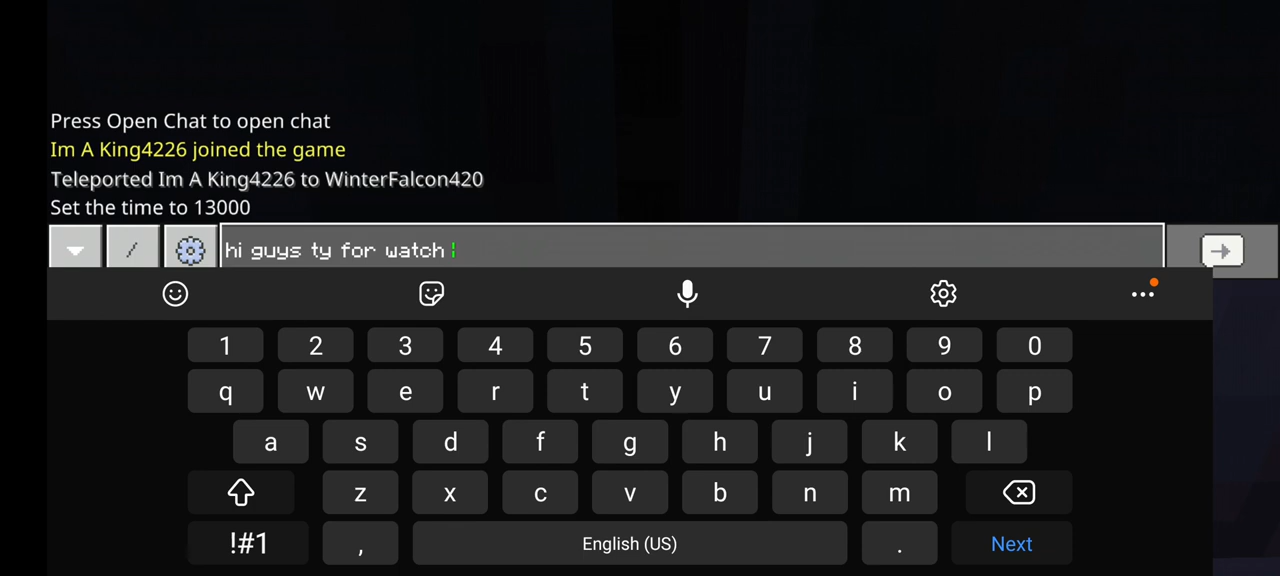 Press Open Chat to open chat
Im A King4226 joined the game
Teleported Im A King4226 to WinterFalcon420
Set the time to 13000
/ hi guys ty for watch
1 2 3 4 5 6 7 8 9 0
q w e r t y u i o p
a s d f g h j k l
z x c v b n m
!#1 , English (US) . Next